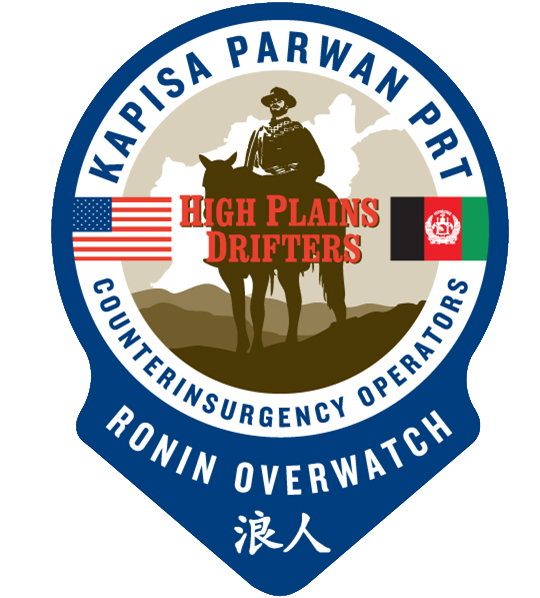 KAPISA PARWAN PRT
HIGH PLAINS
DRIFTERS
COUNTERINSURGENCY OPERATORS
RONIN OVERWATCH
浪人